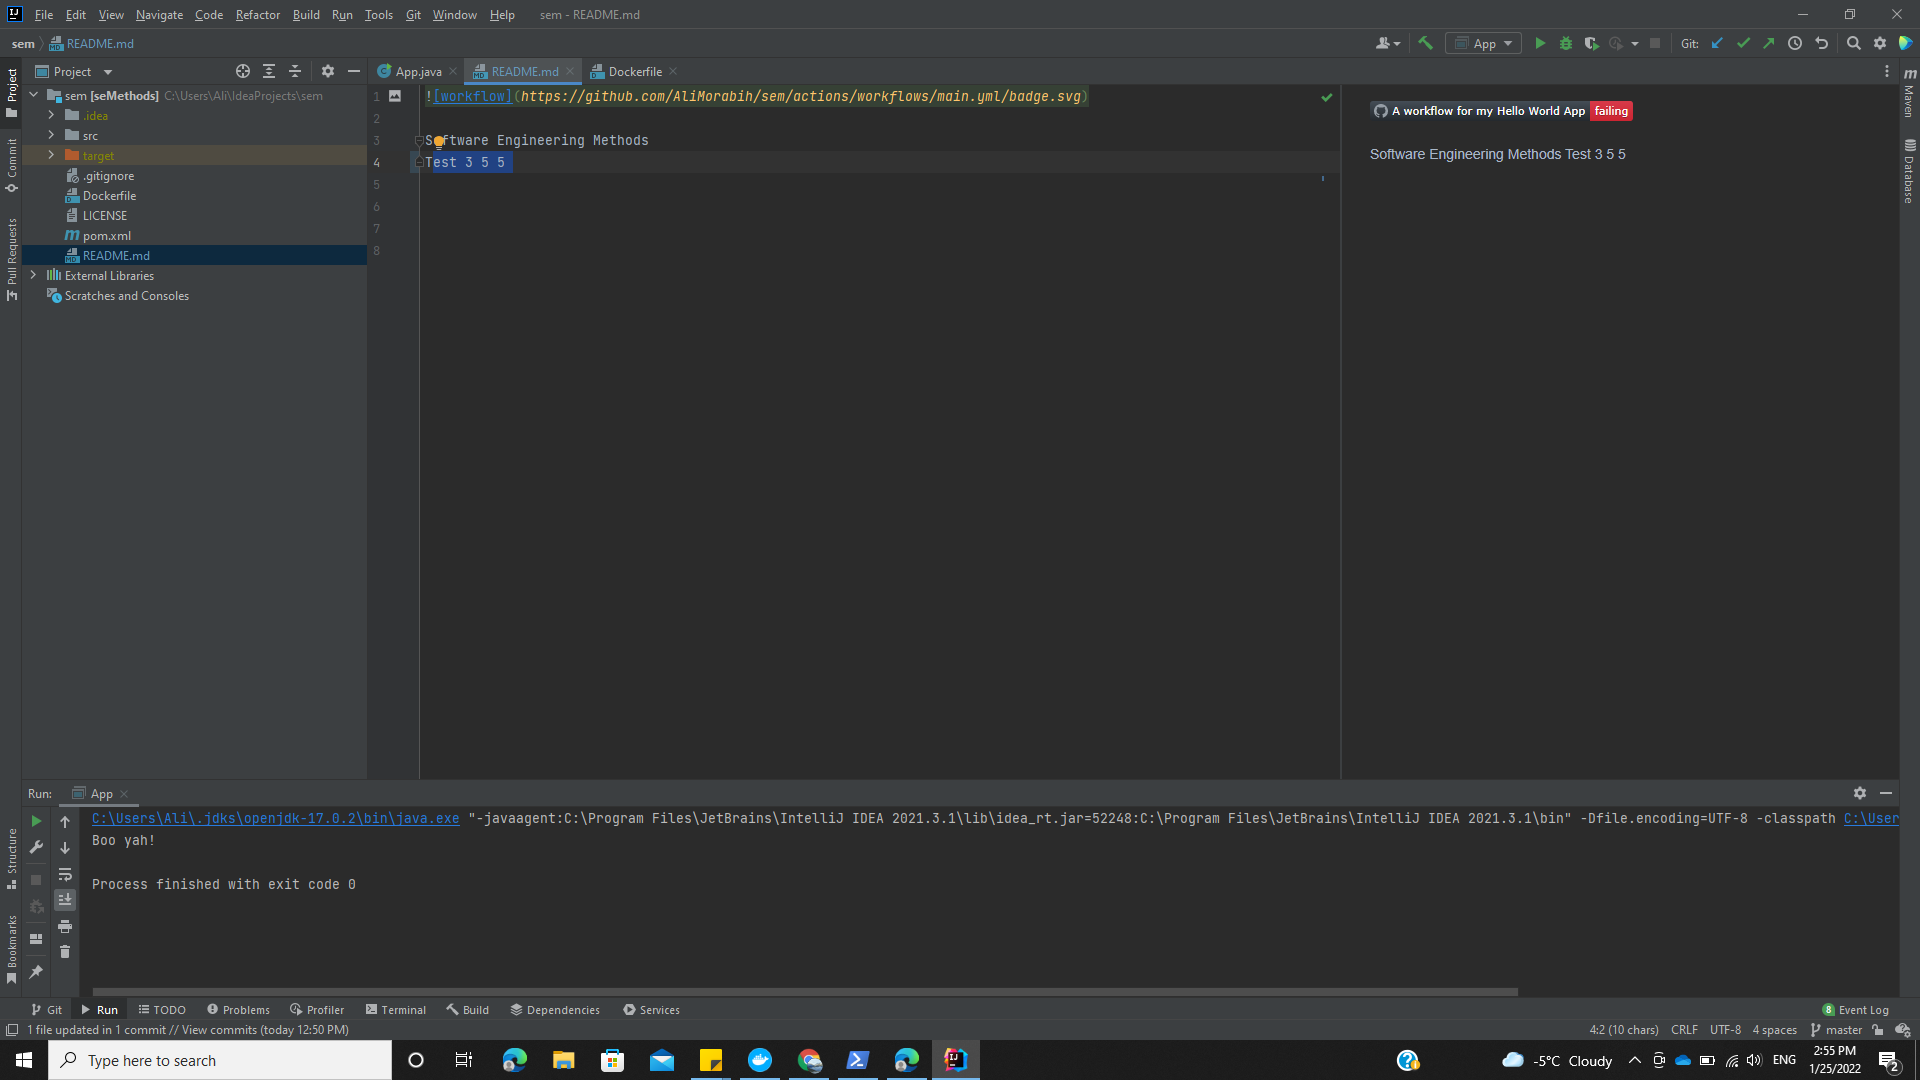 File Edit View Navigate Code Refactor Build Run Tools Git Window Help sem - README.md
sem README.md App Git:
Project App.java README.md Dockerfile
sem [seMethods] C:\Users\Ali\IdeaProjects\sem
.idea
src
target
.gitignore
Dockerfile
LICENSE
pom.xml
README.md
External Libraries
Scratches and Consoles
Project
Commit
Pull Requests
Structure
Bookmarks
1 ![workflow](https://github.com/AliMorabih/sem/actions/workflows/main.yml/badge.svg)
2
3 Software Engineering Methods
4 Test 3 5 5
5
6
7
8
A workflow for my Hello World App failing
Software Engineering Methods Test 3 5 5
Maven
Database
Run: App
C:\Users\Ali\.jdks\openjdk-17.0.2\bin\java.exe "-javaagent:C:\Program Files\JetBrains\IntelliJ IDEA 2021.3.1\lib\idea_rt.jar=52248:C:\Program Files\JetBrains\IntelliJ IDEA 2021.3.1\bin" -Dfile.encoding=UTF-8 -classpath C:\User
Boo yah!
Process finished with exit code 0
Git Run TODO Problems Profiler Terminal Build Dependencies Services 8 Event Log
1 file updated in 1 commit // View commits (today 12:50 PM) 4:2 (10 chars) CRLF UTF-8 4 spaces master
Type here to search -5°C Cloudy ENG 2:55 PM
1/25/2022 2